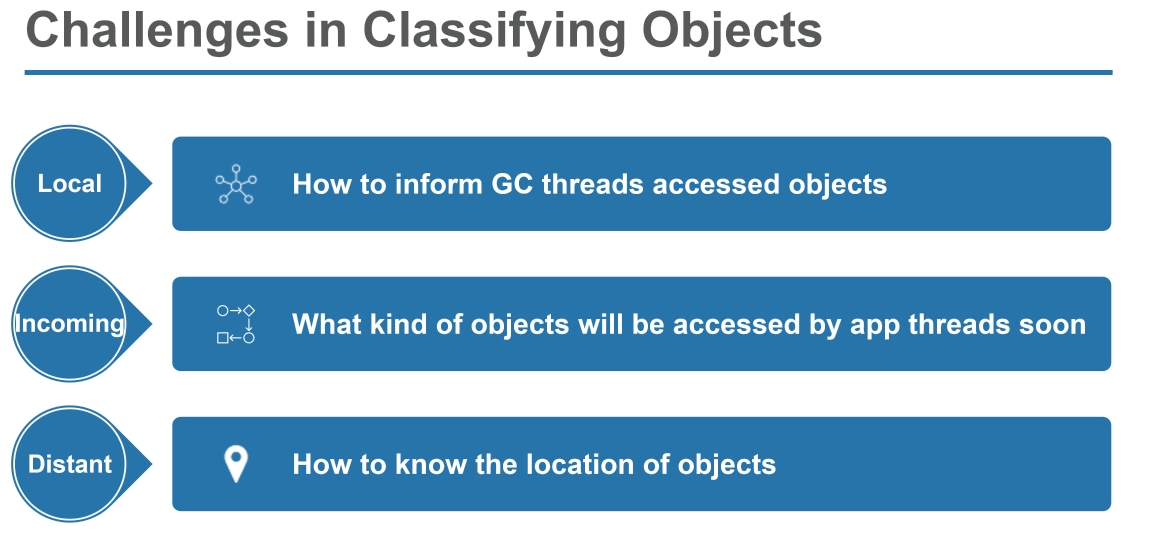 Challenges in Classifying Objects
Local
How to inform GC threads accessed objects
Incoming
What kind of objects will be accessed by app threads soon
Distant
How to know the location of objects